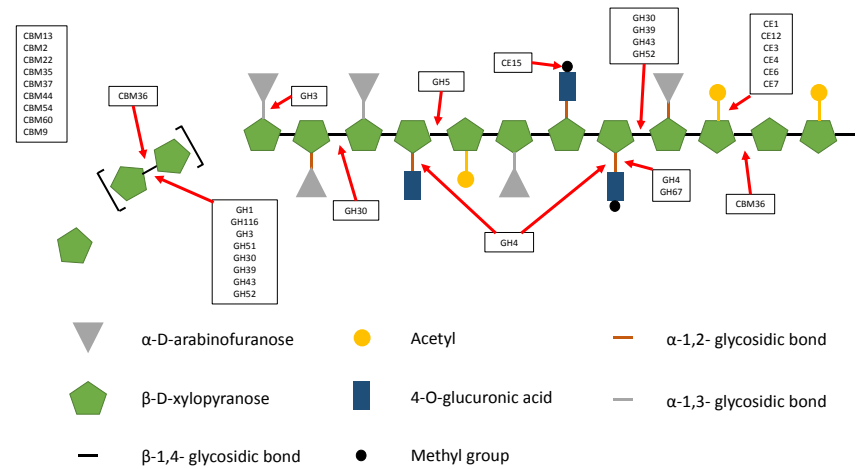 CBM13
CBM2
CBM22
CBM35
CBM37
CBM44
CBM54
CBM60
CBM9
CBM36
GH3
GH5
CE15
GH30
GH39
GH43
GH52
CE1
CE12
CE3
CE4
CE6
CE7
GH1
GH116
GH3
GH51
GH30
GH39
GH43
GH52
GH30
GH4
GH4
GH67
CBM36
α-D-arabinofuranose
Acetyl
α-1,2- glycosidic bond
β-D-xylopyranose
4-O-glucuronic acid
α-1,3- glycosidic bond
β-1,4- glycosidic bond
Methyl group